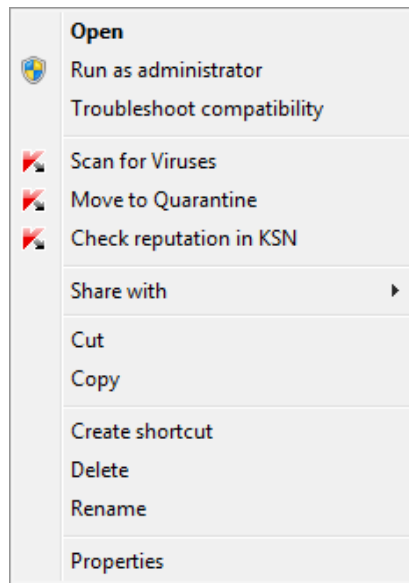 Open
Run as administrator
Troubleshoot compatibility
Scan for Viruses
Move to Quarantine
Check reputation in KSN
Share with
Cut
Copy
Create shortcut
Delete
Rename
Properties